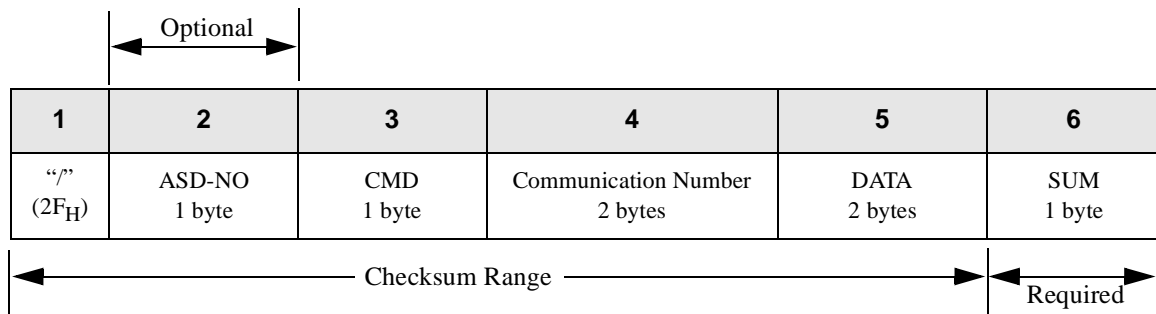 Optional
1 2 3 4 5 6
“/” ASD-NO CMD Communication Number DATA SUM
(2FH) 1 byte 1 byte 2 bytes 2 bytes 1 byte
Checksum Range
Required